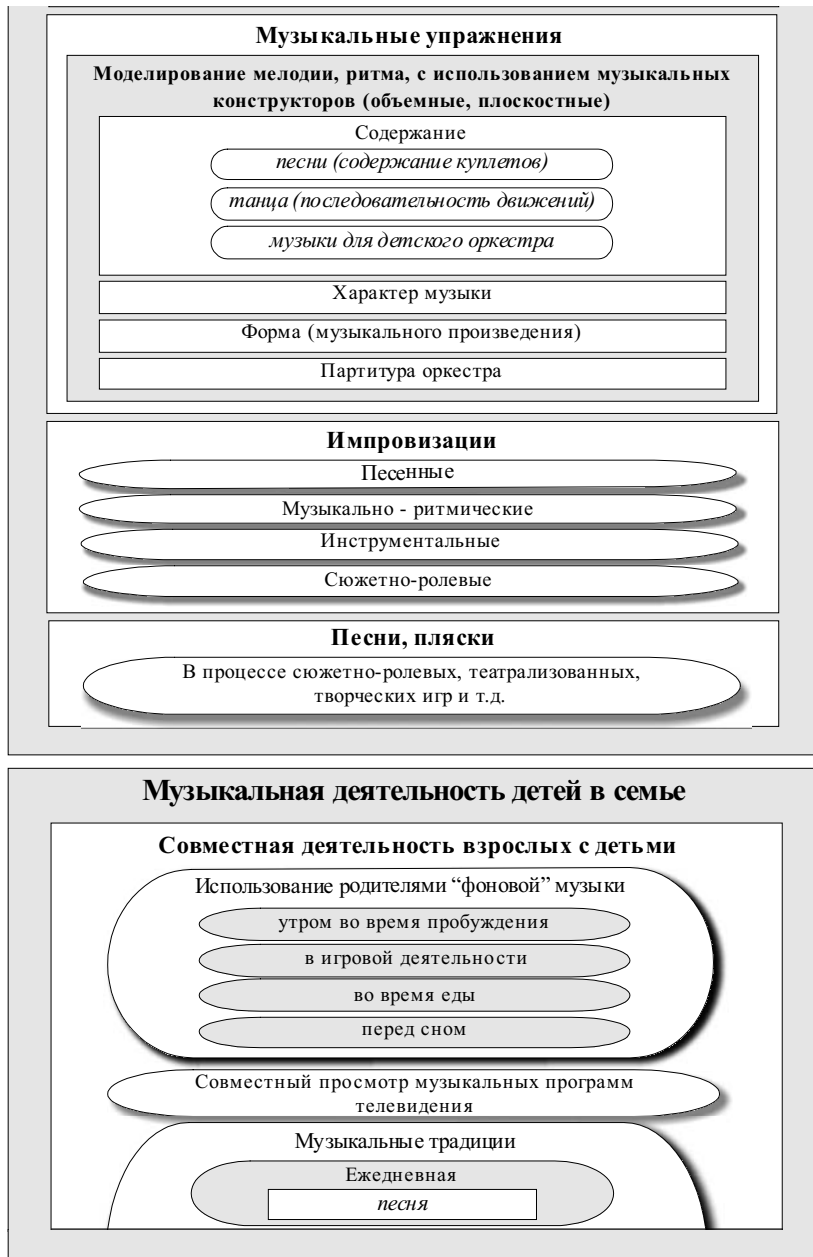 Музыкальные упражнения
Моделирование мелодии, ритма, с использованием музыкальных
конструкторов (объемные, плоскостные)
Содержание
песни (содержание куплетов)
танца (последовательность движений)
музыки для детского оркестра
Характер музыки
Форма (музыкального произведения)
Партитура оркестра
Импровизации
Песенные
Музыкально - ритмические
Инструментальные
Сюжетно-ролевые
Песни, пляски
В процессе сюжетно-ролевых, театрализованных,
творческих игр и т.д.
Музыкальная деятельность детей в семье
Совместная деятельность взрослых с детьми
Использование родителями “фоновой” музыки
утром во время пробуждения
в игровой деятельности
во время еды
перед сном
Совместный просмотр музыкальных программ
телевидения
Музыкальные традиции
Ежедневная
песня